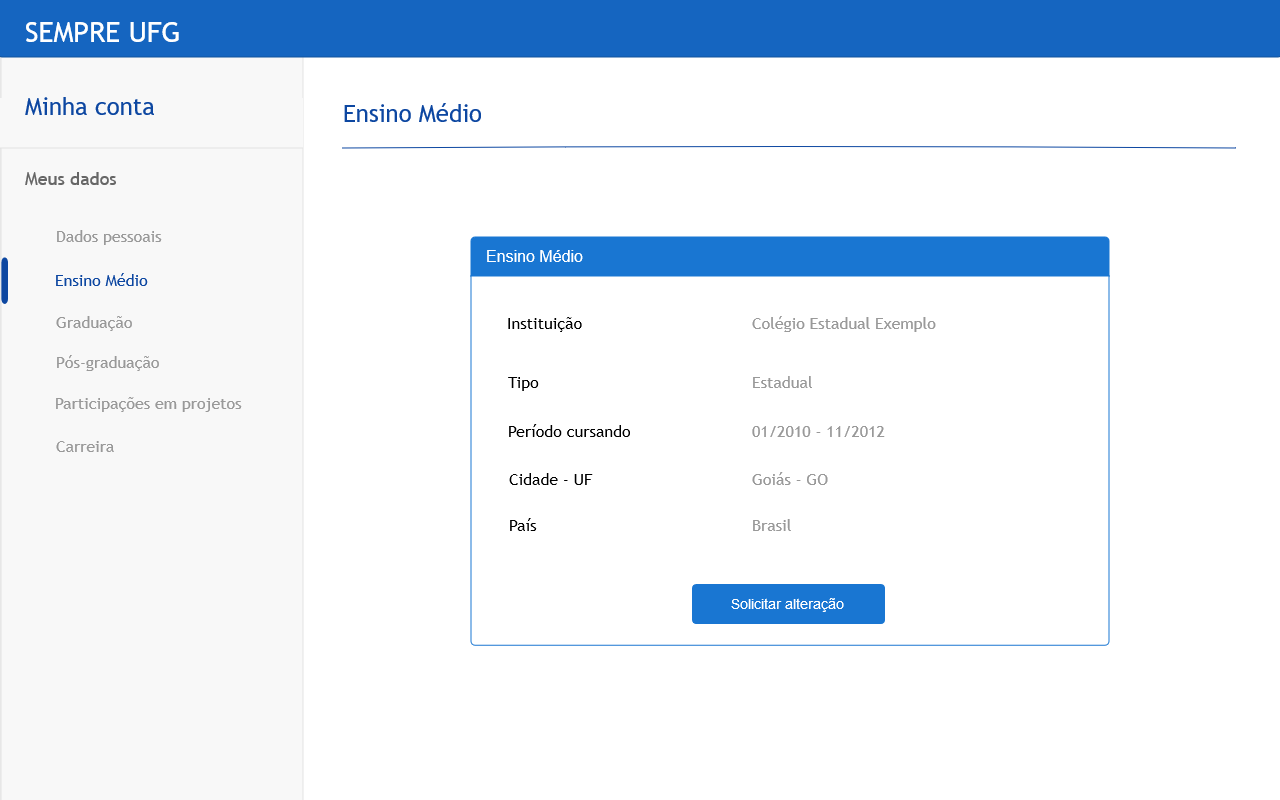 SEMPRE UFG
Minha conta
Meus dados
Dados pessoais
Ensino Médio
Graduação
Pós-graduação
Participações em projetos
Carreira
Ensino Médio
Ensino Médio
Instituição Colégio Estadual Exemplo
Tipo Estadual
Período cursando 01/2010 - 11/2012
Cidade - UF Goiás - GO
País Brasil
Solicitar alteração